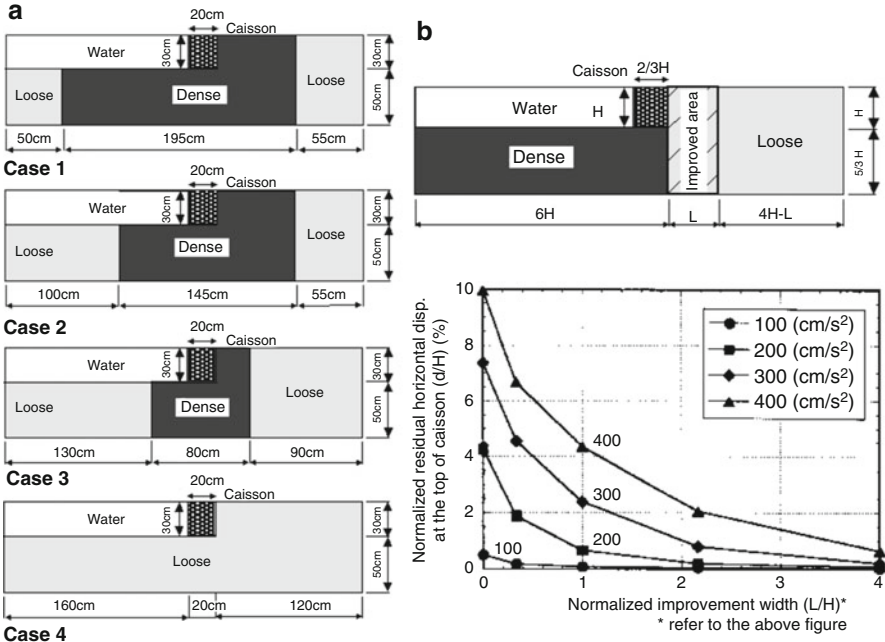 a
20cm
Caisson
30cm
Water
30cm
Loose
Dense
Loose
50cm
50cm
195cm
55cm
Case 1
20cm
Caisson
30cm
Water
30cm
Loose
Dense
Loose
50cm
100cm
145cm
55cm
Case 2
20cm
Caisson
30cm
Water
30cm
Loose
Dense
Loose
50cm
130cm
80cm
90cm
Case 3
20cm
Caisson
30cm
Water
30cm
Loose
50cm
160cm
20cm
120cm
Case 4
b
Caisson
2/3H
Water
H
Improved area
H
Dense
Loose
5/3 H
6H
L
4H-L
Normalized residual horizontal disp.
at the top of caisson (d/H) (%)
10
8
6
4
2
0
100 (cm/s²)
200 (cm/s²)
300 (cm/s²)
400 (cm/s²)
400
300
200
100
0
1
2
3
4
Normalized improvement width (L/H)*
* refer to the above figure